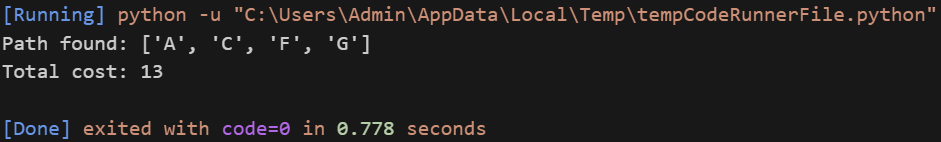 [Running] python -u "C:\Users\Admin\AppData\Local\Temp\tempCodeRunnerFile.python"
Path found: ['A', 'C', 'F', 'G']
Total cost: 13
[Done] exited with code=0 in 0.778 seconds